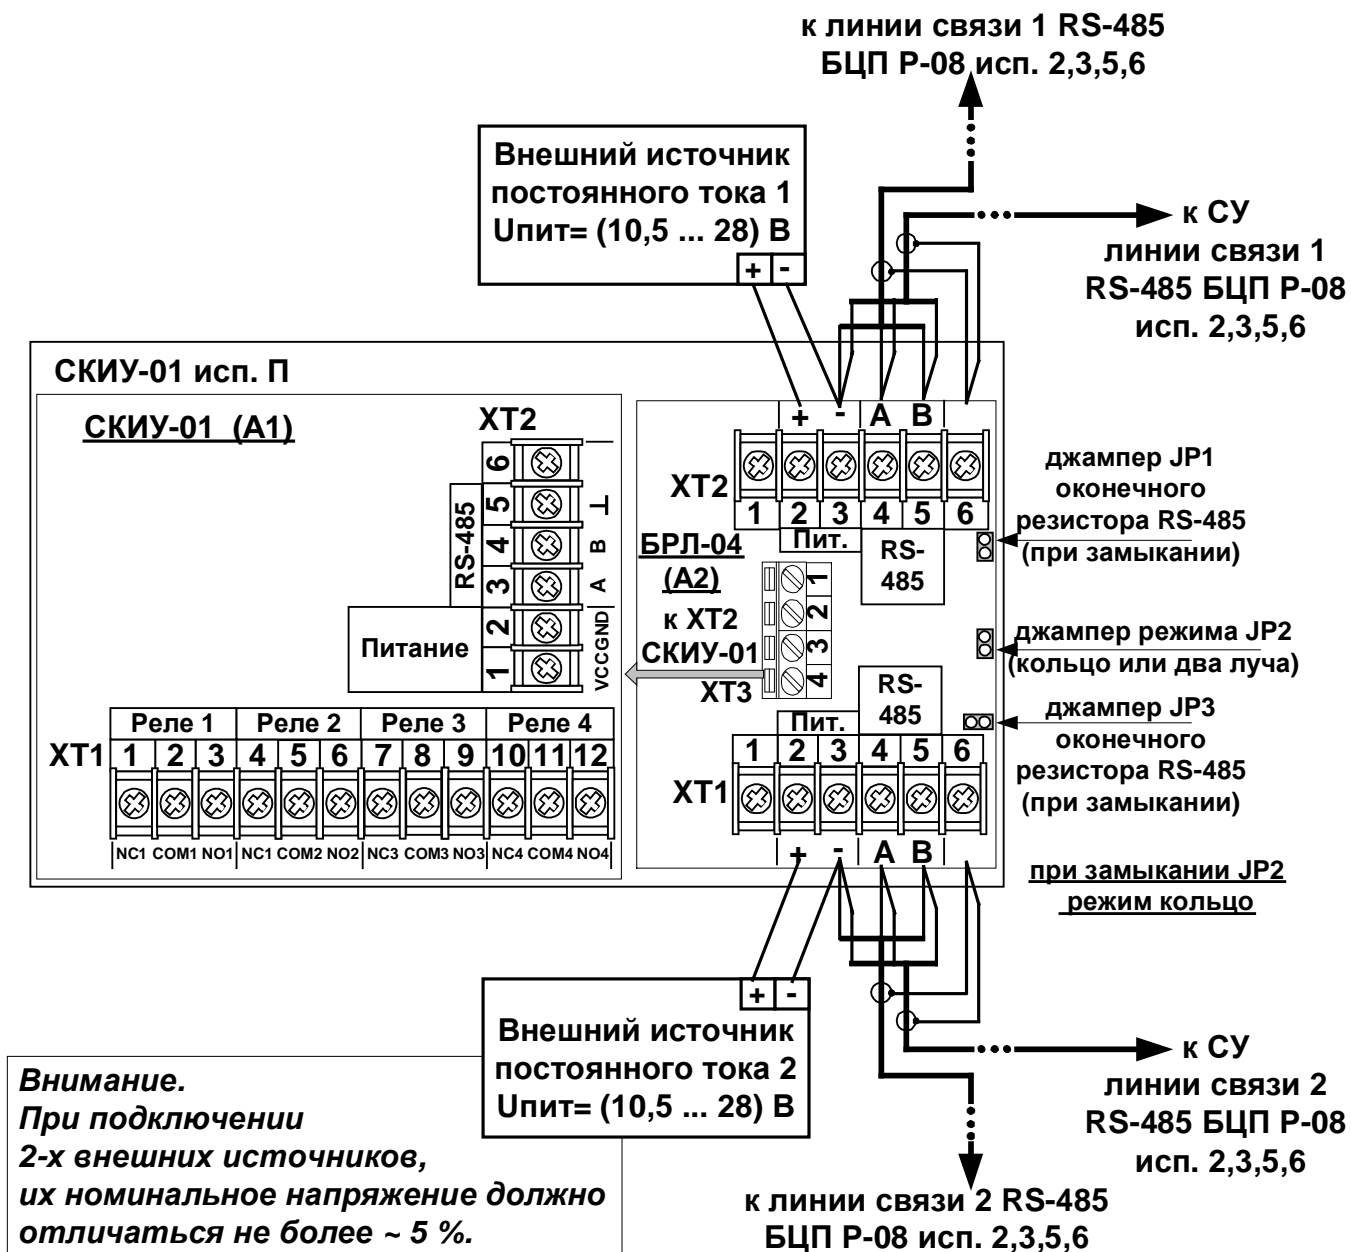 к линии связи 1 RS-485
БЦП Р-08 исп. 2,3,5,6
Внешний источник
постоянного тока 1
Uпит= (10,5 ... 28) В
+ -
к СУ
линии связи 1
RS-485 БЦП Р-08
исп. 2,3,5,6
СКИУ-01 исп. П
СКИУ-01 (А1)
XT2
6
5
4
3
2
1
RS-485
Питание
⊥
B
A
GND
VCC
+ - A B
XT2
1 2 3 4 5 6
Пит.
RS-
485
БРЛ-04
(А2)
к XT2
СКИУ-01
XT3
1
2
3
4
джампер JP1
оконечного
резистора RS-485
(при замыкании)
джампер режима JP2
(кольцо или два луча)
джампер JP3
оконечного
резистора RS-485
(при замыкании)
при замыкании JP2
режим кольцо
Реле 1 Реле 2 Реле 3 Реле 4
XT1 1 2 3 4 5 6 7 8 9 10 11 12
NC1 COM1 NO1 NC1 COM2 NO2 NC3 COM3 NO3 NC4 COM4 NO4
RS-
485
Пит.
1 2 3 4 5 6
XT1
+ - A B
+ -
Внешний источник
постоянного тока 2
Uпит= (10,5 ... 28) В
к СУ
линии связи 2
RS-485 БЦП Р-08
исп. 2,3,5,6
к линии связи 2 RS-485
БЦП Р-08 исп. 2,3,5,6
Внимание.
При подключении
2-х внешних источников,
их номинальное напряжение должно
отличаться не более ~ 5 %.